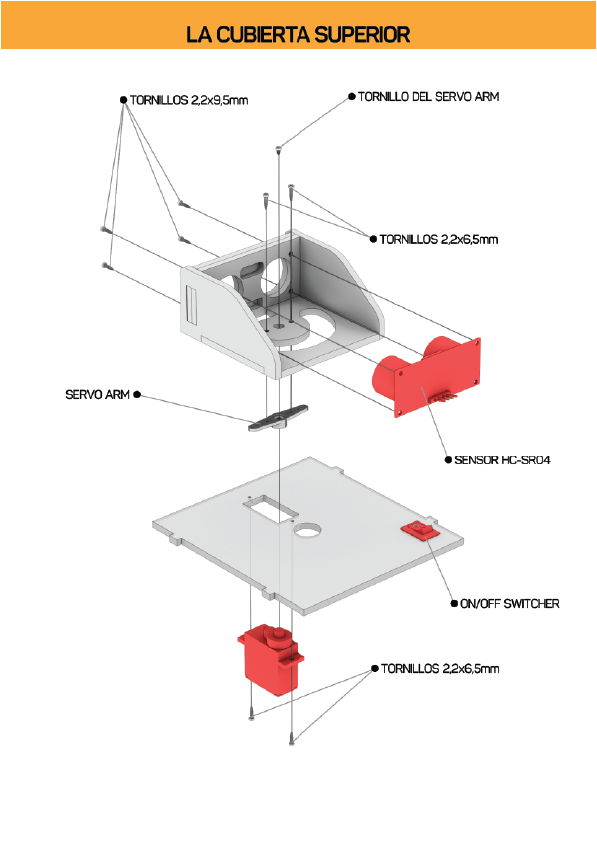 LA CUBIERTA SUPERIOR
TORNILLO DEL SERVO ARM
TORNILLOS 2,2x9,5mm
TORNILLOS 2,2x6,5mm
SERVO ARM
SENSOR HC-SR04
ON/OFF SWITCHER
TORNILLOS 2,2x6,5mm